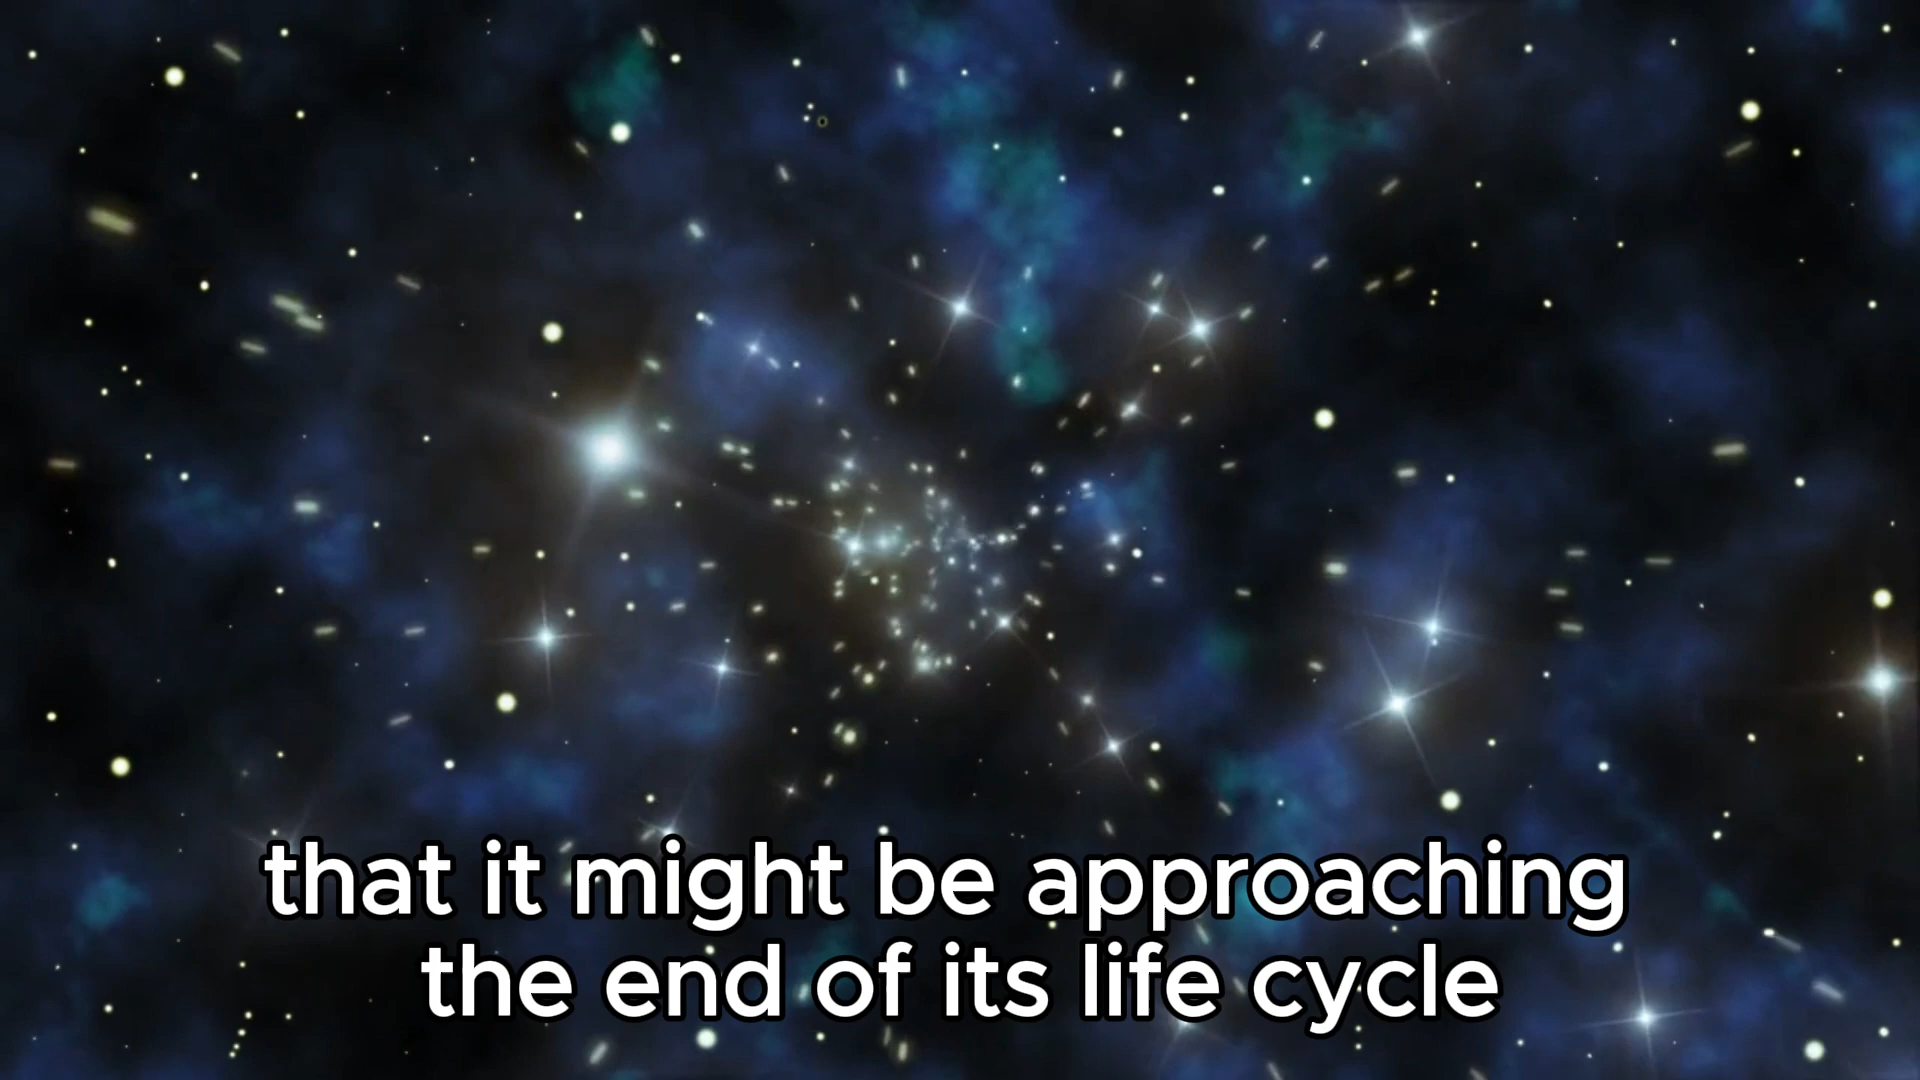 that it might be approaching
the end of its life cycle